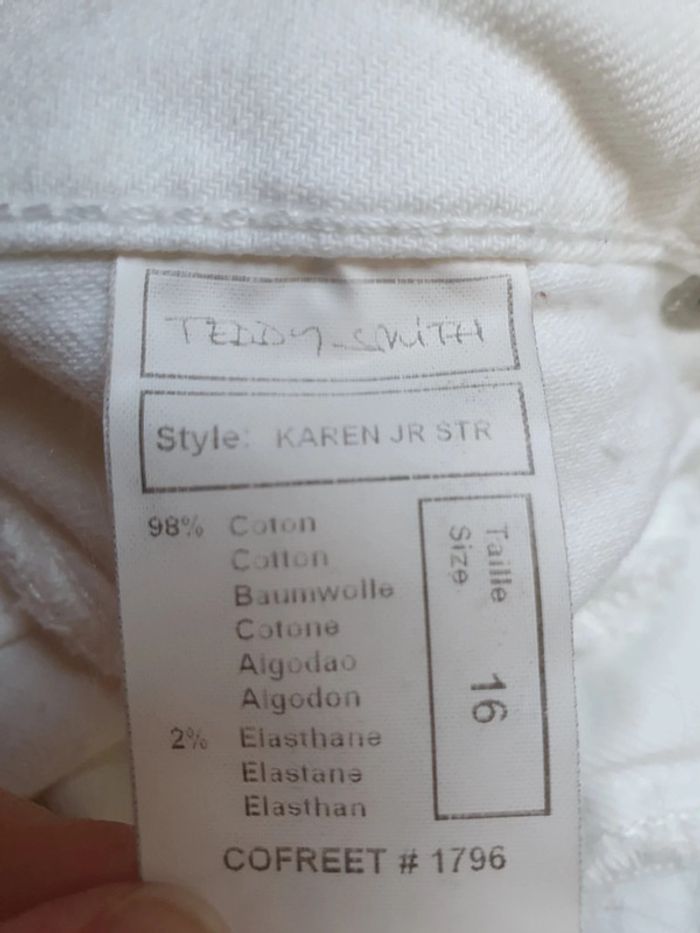 TEDDY SMITH
Style: KAREN JR STR
98% Coton
Cotton
Baumwolle
Cotone
Algodao
Algodon
2% Elasthane
Elastane
Elasthan
Taille
Size
16
COFREET # 1796